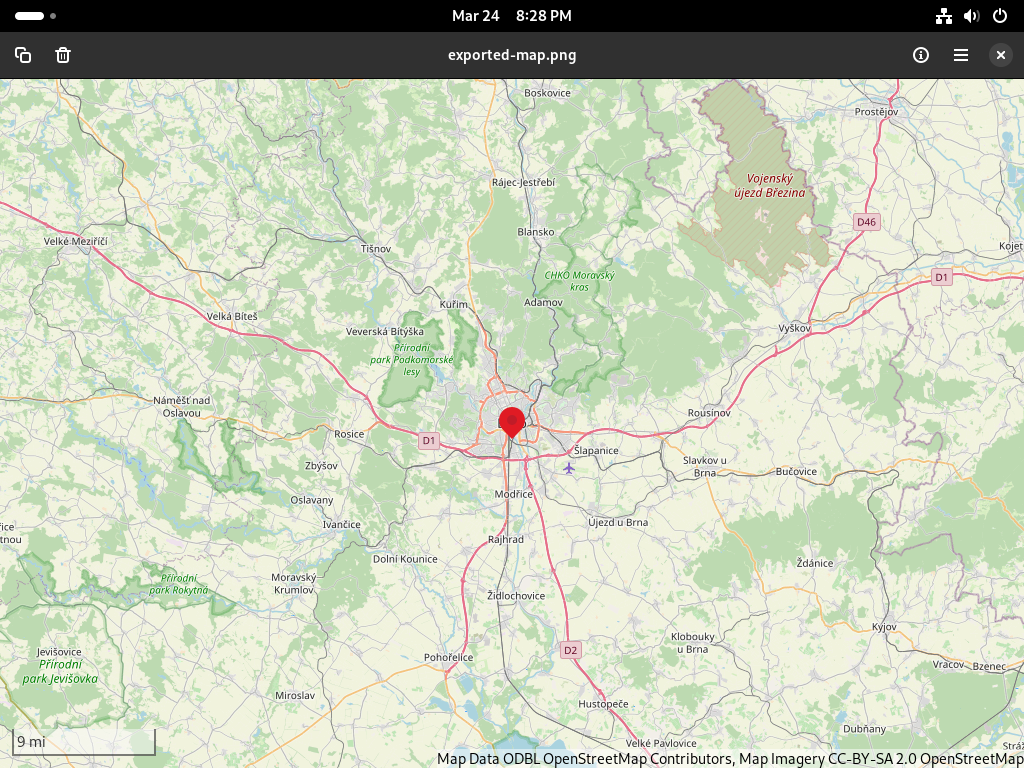 Mar 24 8:28 PM
exported-map.png
Boskovice
Prostějov
Vojenský
újezd Březina
Rájec-Jestřebí
D46
Blansko
Velké Meziříčí
Tišnov
Kojet
CHKO Moravský
kras
D1
Kuřim
Adamov
Velká Bíteš
Veverská Bítýška
Vyškov
Přírodní
park Podkomorské
lesy
Náměšť nad
Oslavou
Rousínov
Rosice
D1
Šlapanice
Zbýšov
Slavkov u
Brna
Bučovice
Modřice
Oslavany
Ivančice
Újezd u Brna
řice
tnou
Rajhrad
Dolní Kounice
Ždánice
Moravský
Krumlov
Přírodní
park Rokytná
Židlochovice
Kyjov
Klobouky
u Brna
Jevišovice
Přírodní
park Jevišovka
D2
Pohořelice
Vracov
Bzenec
Miroslav
Hustopeče
Dubňany
Velké Pavlovice
Stráž
9 mi
Map Data ODBL OpenStreetMap Contributors, Map Imagery CC-BY-SA 2.0 OpenStreetMap